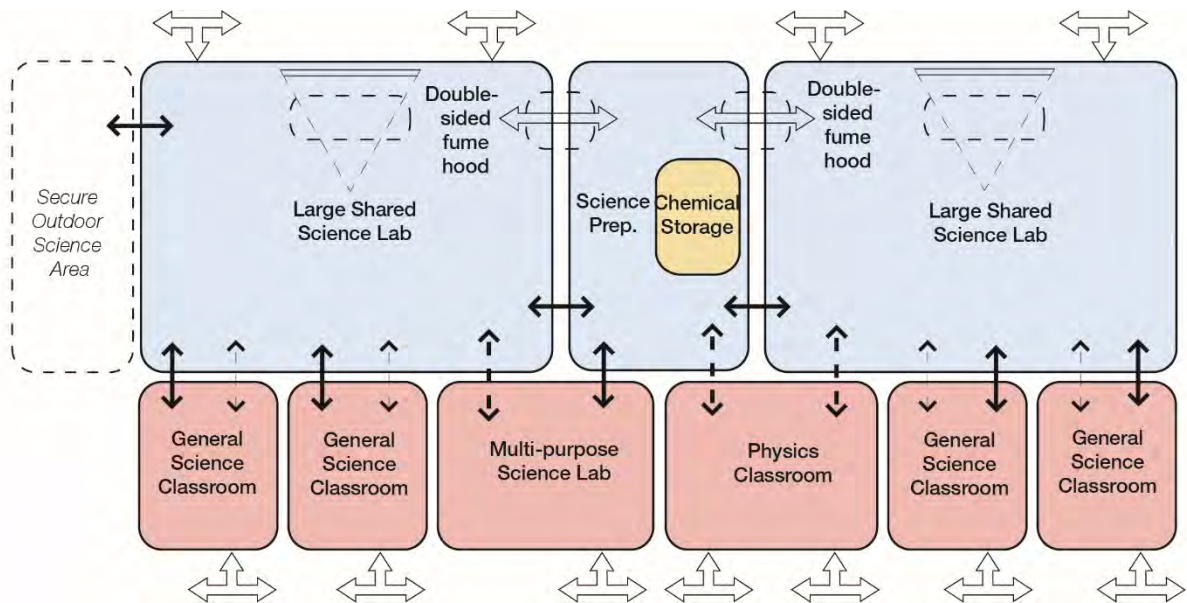 Double-
sided
fume
hood
Double-
sided
fume
hood
Secure
Outdoor
Science
Area
Large Shared
Science Lab
Science
Prep.
Chemical
Storage
Large Shared
Science Lab
General
Science
Classroom
General
Science
Classroom
Multi-purpose
Science Lab
Physics
Classroom
General
Science
Classroom
General
Science
Classroom